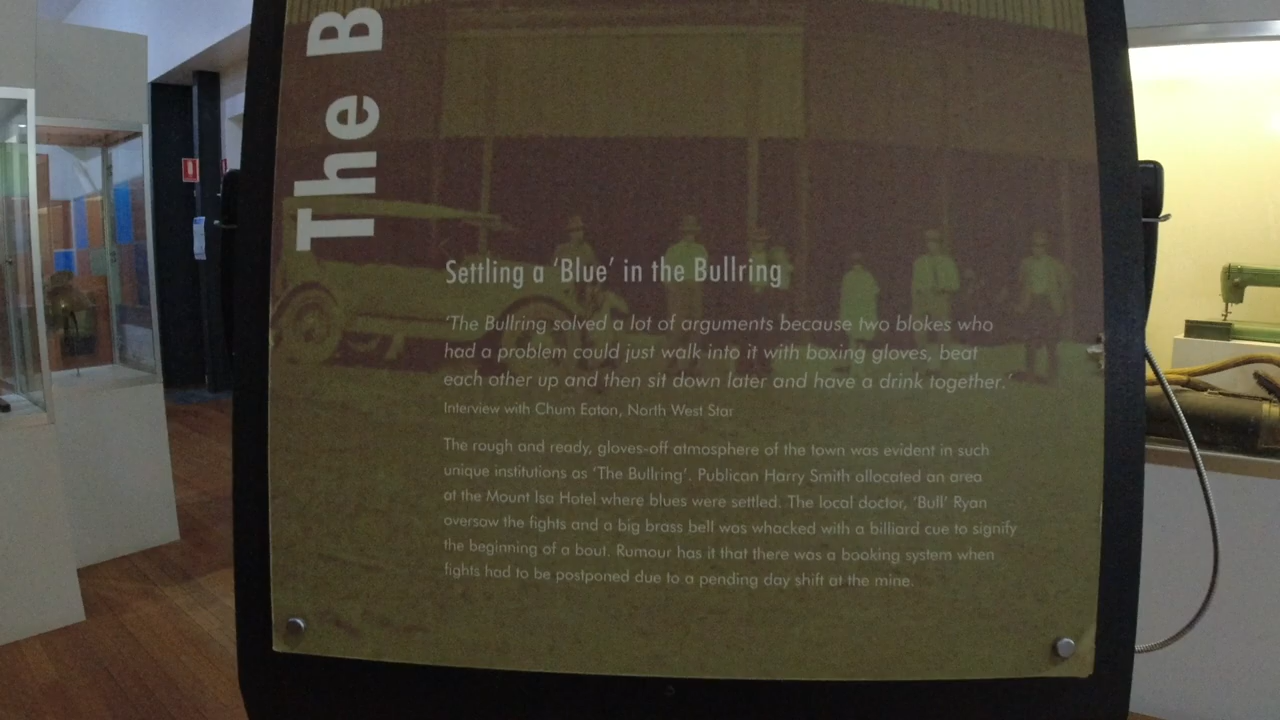 The B
Settling a ‘Blue’ in the Bullring
‘The Bullring solved a lot of arguments because two blokes who
had a problem could just walk into it with boxing gloves, beat
each other up and then sit down later and have a drink together.’
Interview with Chum Eaton, North West Star
The rough and ready, gloves-off atmosphere of the town was evident in such
unique institutions as ‘The Bullring’. Publican Harry Smith allocated an area
at the Mount Isa Hotel where blues were settled. The local doctor, ‘Bull’ Ryan
oversaw the fights and a big brass bell was whacked with a billiard cue to signify
the beginning of a bout. Rumour has it that there was a booking system when
fights had to be postponed due to a pending day shift at the mine.